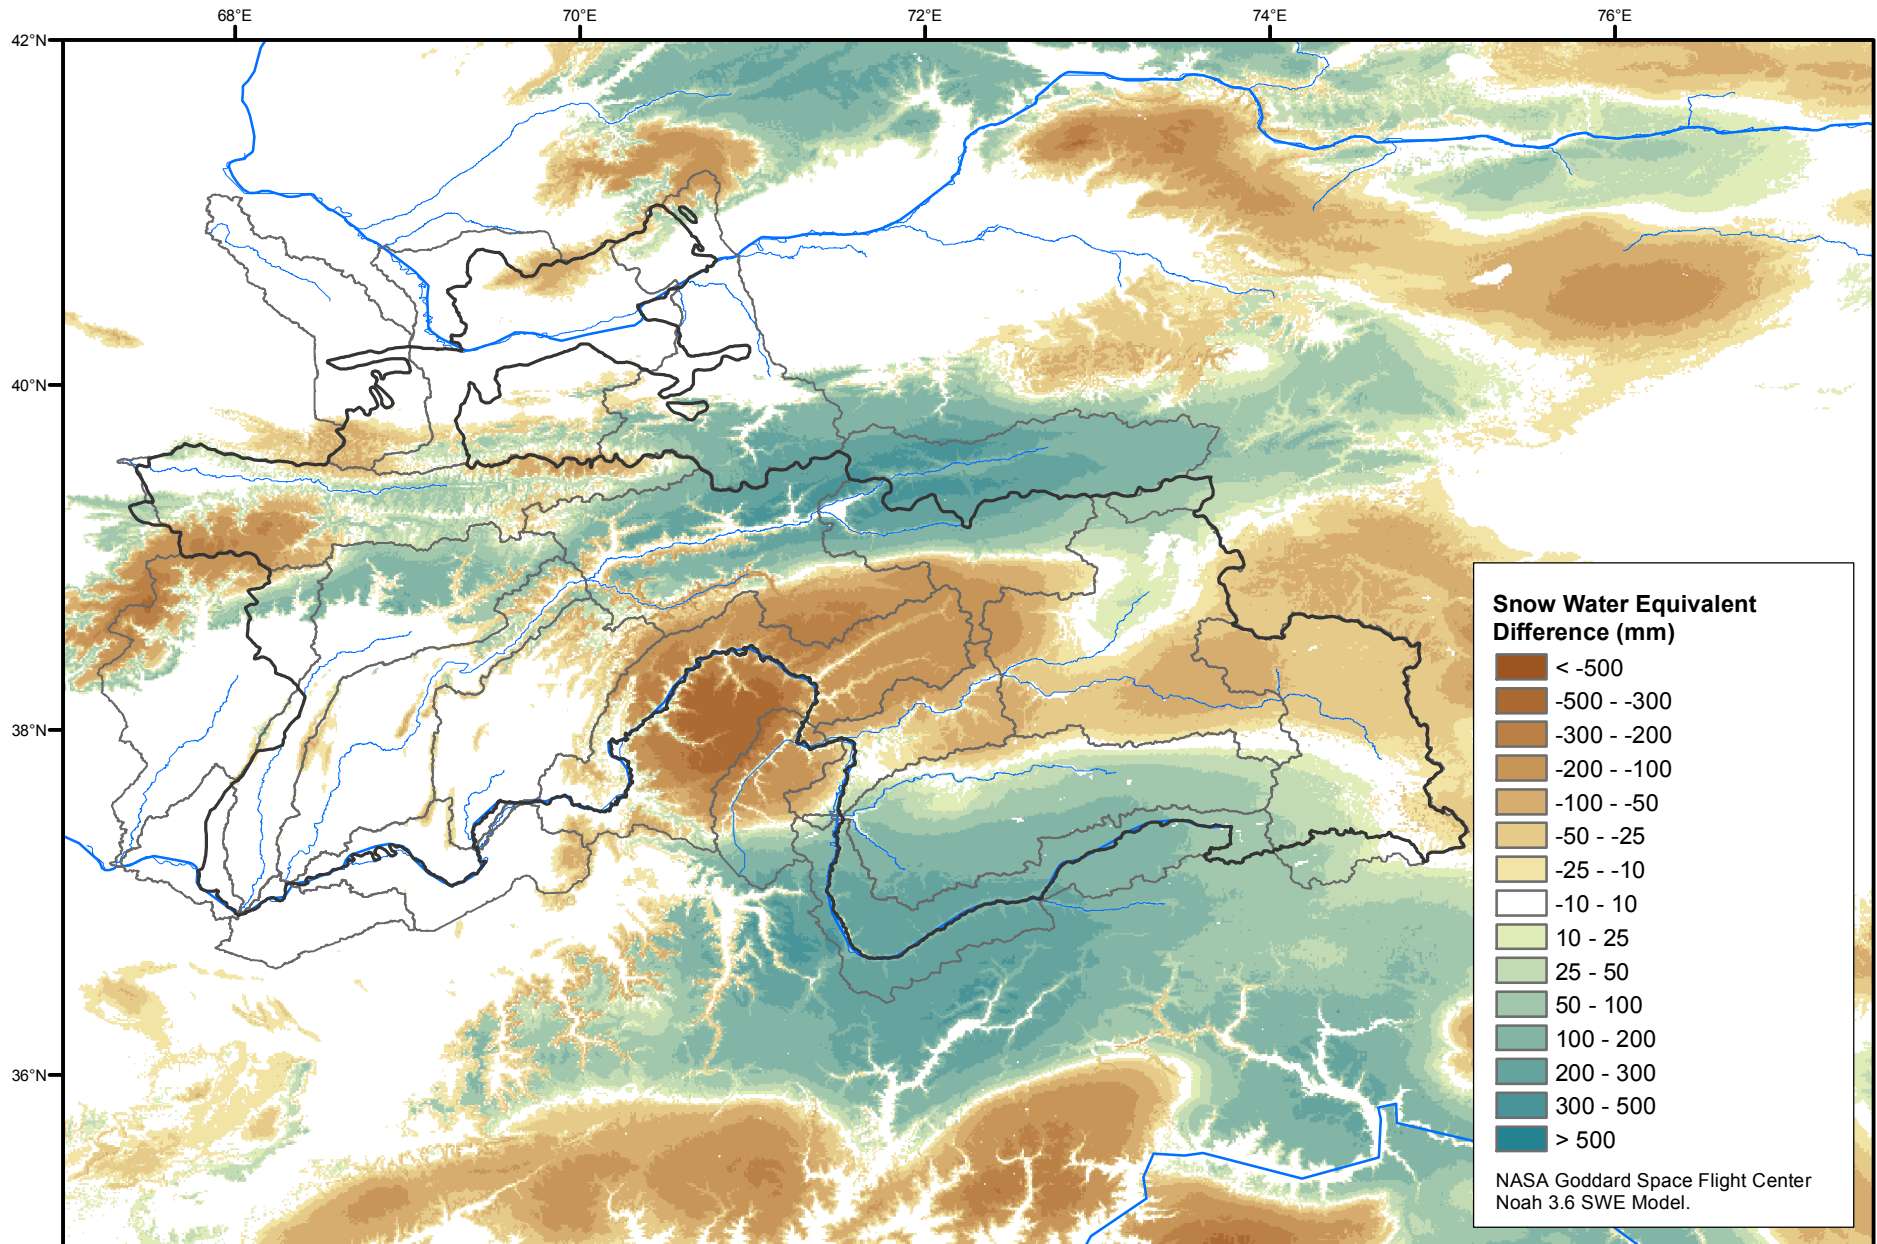 68°E
70°E
72°E
74°E
76°E
42°N
40°N
38°N
36°N
Snow Water Equivalent
Difference (mm)
< -500
-500 - -300
-300 - -200
-200 - -100
-100 - -50
-50 - -25
-25 - -10
-10 - 10
10 - 25
25 - 50
50 - 100
100 - 200
200 - 300
300 - 500
> 500
NASA Goddard Space Flight Center
Noah 3.6 SWE Model.